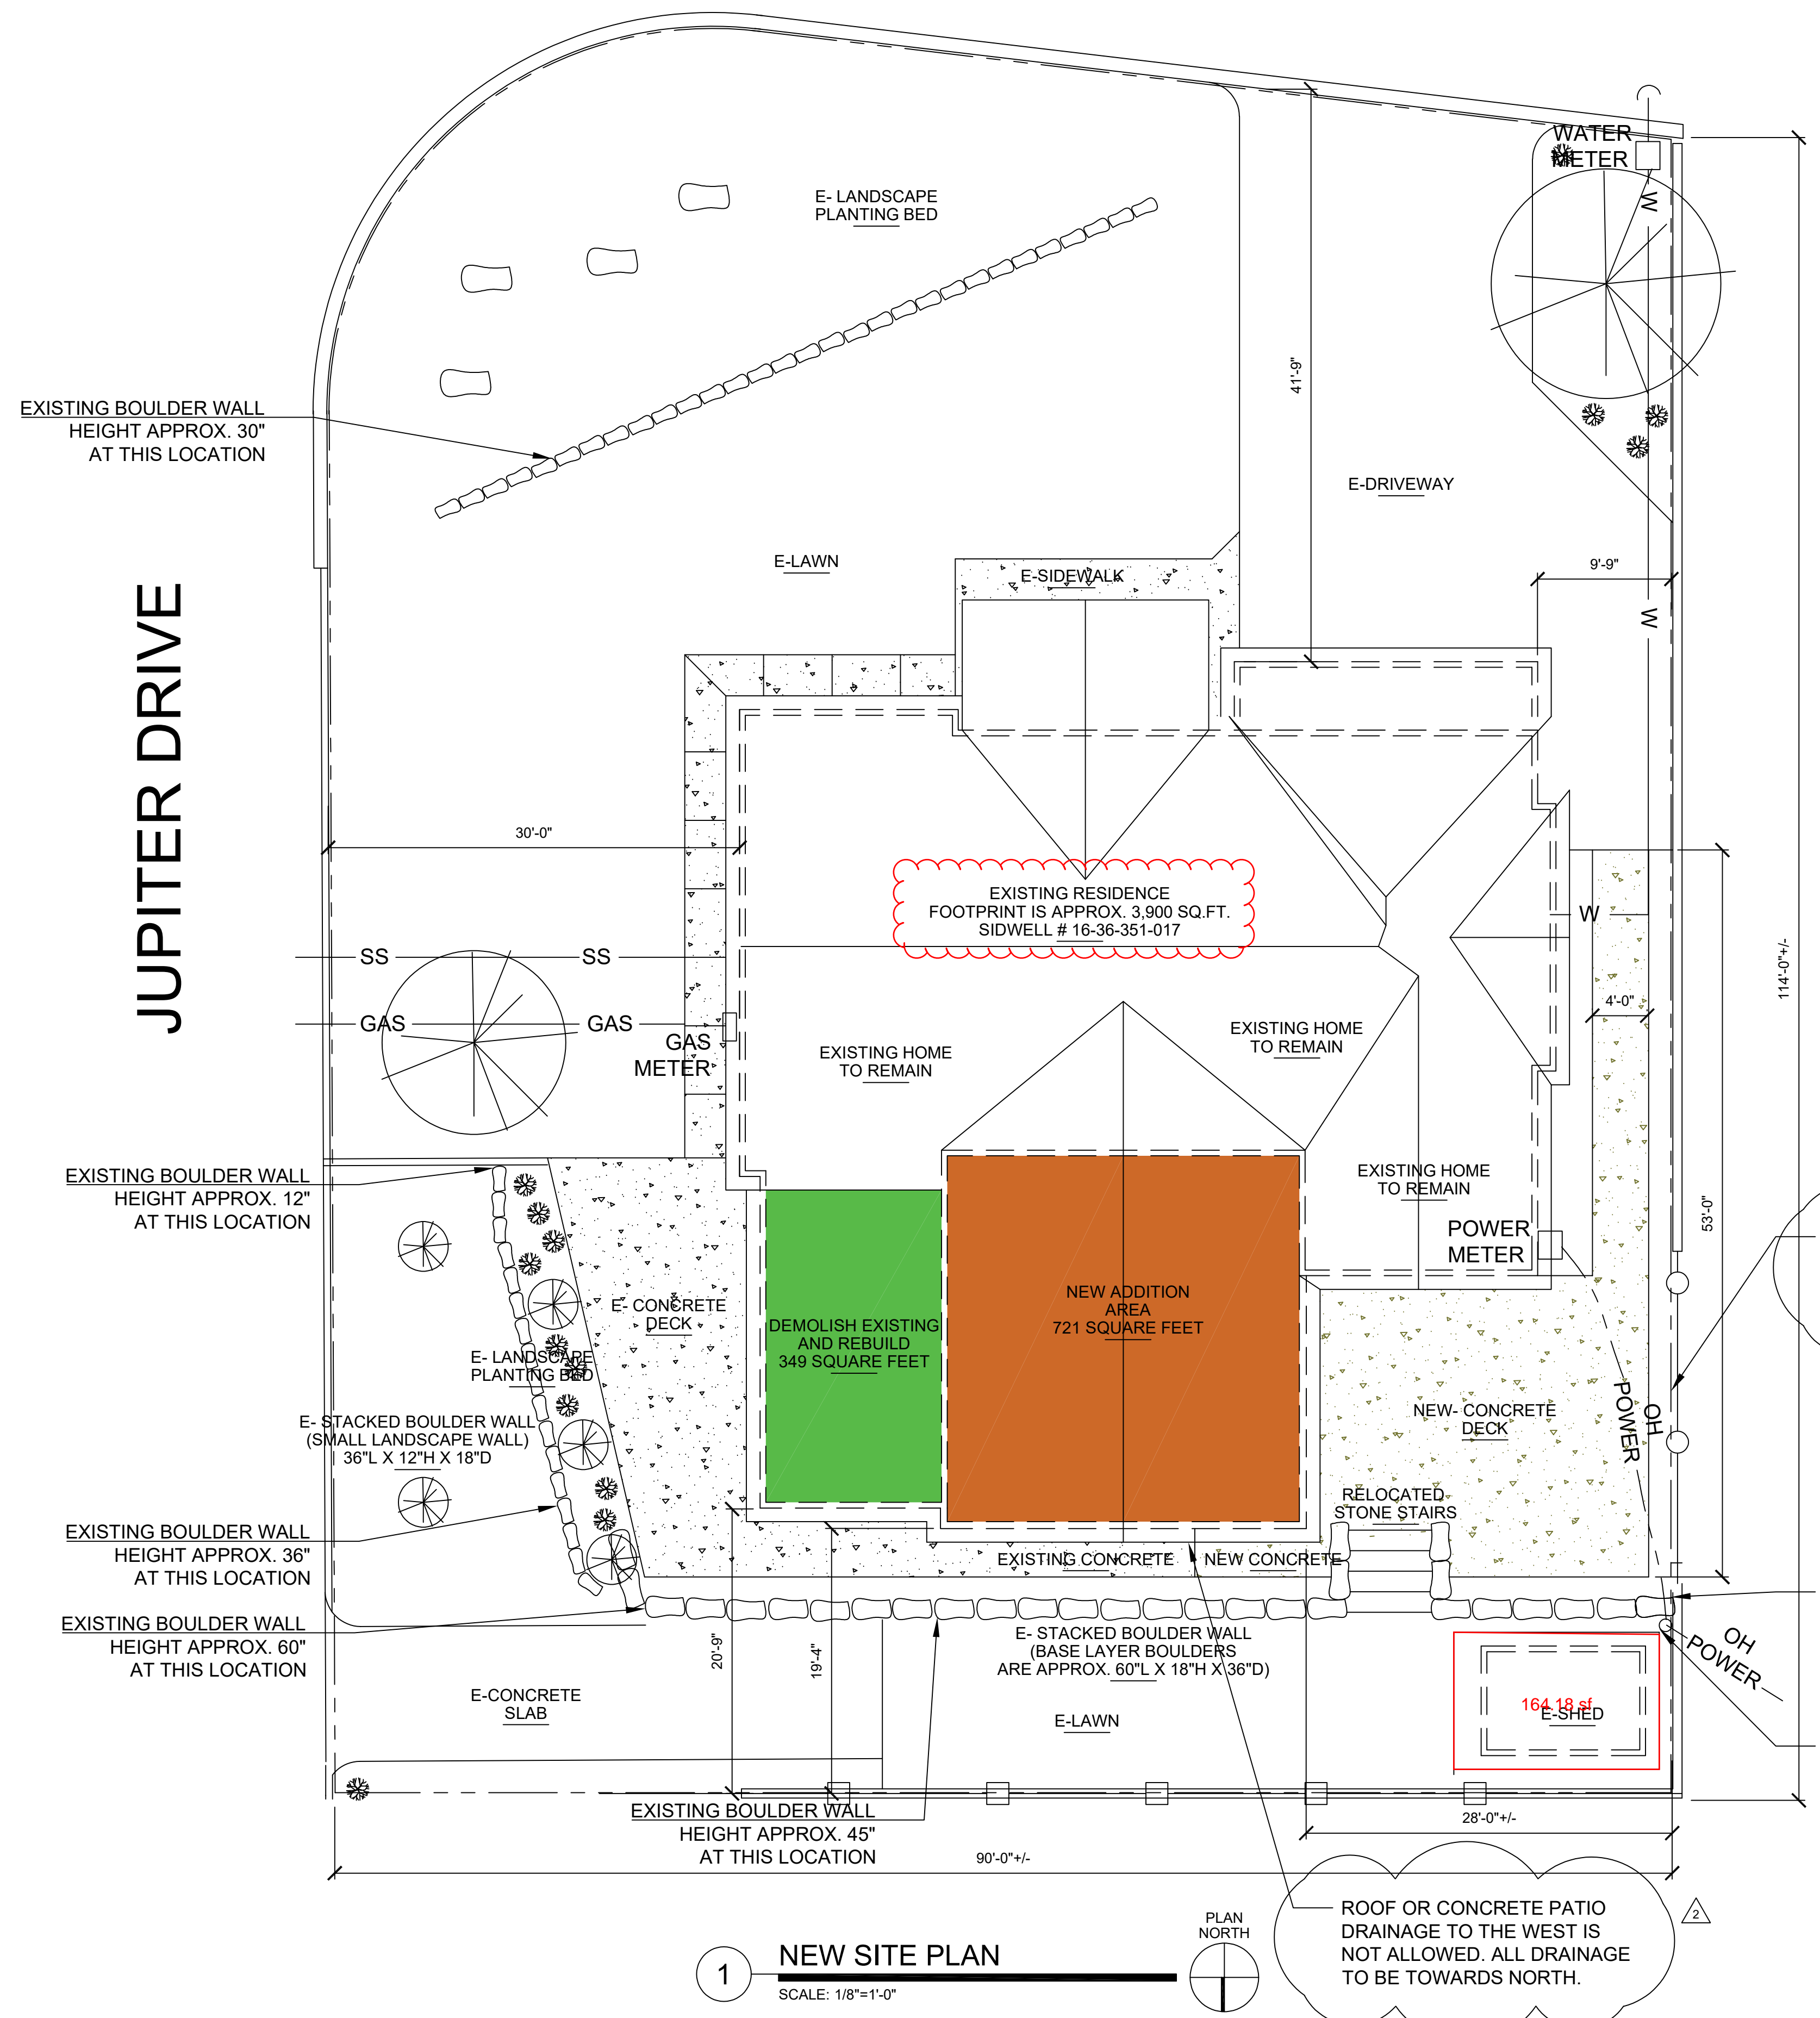 WATER
METER
W
E- LANDSCAPE
PLANTING BED
41'-9"
EXISTING BOULDER WALL
HEIGHT APPROX. 30"
AT THIS LOCATION
E-DRIVEWAY
E-LAWN
E-SIDEWALK
9'-9"
W
JUPITER DRIVE
30'-0"
EXISTING RESIDENCE
FOOTPRINT IS APPROX. 3,900 SQ.FT.
SIDWELL # 16-36-351-017
W
SS
SS
114'-0"+/-
4'-0"
GAS
GAS
GAS
METER
EXISTING HOME
TO REMAIN
EXISTING HOME
TO REMAIN
EXISTING BOULDER WALL
HEIGHT APPROX. 12"
AT THIS LOCATION
EXISTING HOME
TO REMAIN
53'-0"
POWER
METER
E- CONCRETE
DECK
DEMOLISH EXISTING
AND REBUILD
349 SQUARE FEET
NEW ADDITION
AREA
721 SQUARE FEET
E- LANDSCAPE
PLANTING BED
E- STACKED BOULDER WALL
(SMALL LANDSCAPE WALL)
36"L X 12"H X 18"D
NEW- CONCRETE
DECK
OH
POWER
RELOCATED
STONE STAIRS
EXISTING BOULDER WALL
HEIGHT APPROX. 36"
AT THIS LOCATION
EXISTING CONCRETE
NEW CONCRETE
EXISTING BOULDER WALL
HEIGHT APPROX. 60"
AT THIS LOCATION
20'-9"
19'-4"
E- STACKED BOULDER WALL
(BASE LAYER BOULDERS
ARE APPROX. 60"L X 18"H X 36"D)
OH
POWER
E-CONCRETE
SLAB
E-LAWN
164.18 sf
E-SHED
EXISTING BOULDER WALL
HEIGHT APPROX. 45"
AT THIS LOCATION
28'-0"+/-
90'-0"+/-
ROOF OR CONCRETE PATIO
DRAINAGE TO THE WEST IS
NOT ALLOWED. ALL DRAINAGE
TO BE TOWARDS NORTH.
2
PLAN
NORTH
1
NEW SITE PLAN
SCALE: 1/8"=1'-0"